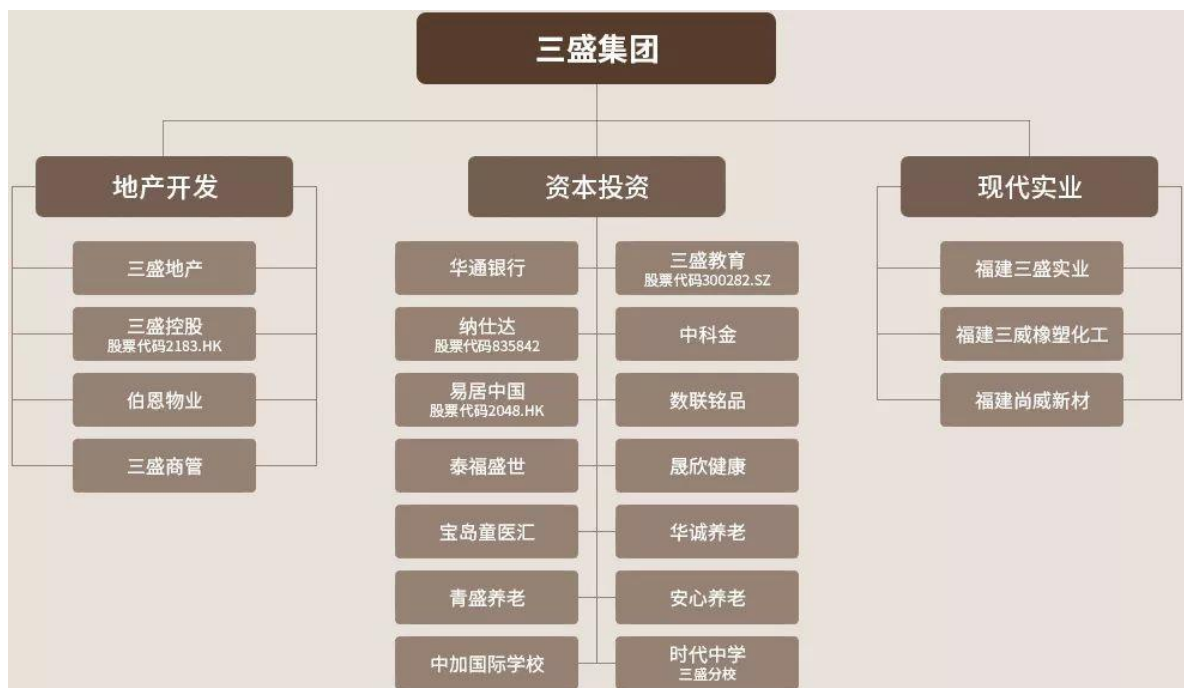 三盛集团
地产开发
资本投资
现代实业
三盛地产
三盛控股
股票代码2183.HK
伯恩物业
三盛商管
华通银行
三盛教育
股票代码300282.SZ
纳仕达
股票代码835842
中科金
易居中国
股票代码2048.HK
数联铭品
泰福盛世
晟欣健康
宝岛童医汇
华诚养老
青盛养老
安心养老
中加国际学校
时代中学
三盛分校
福建三盛实业
福建三威橡塑化工
福建尚威新材